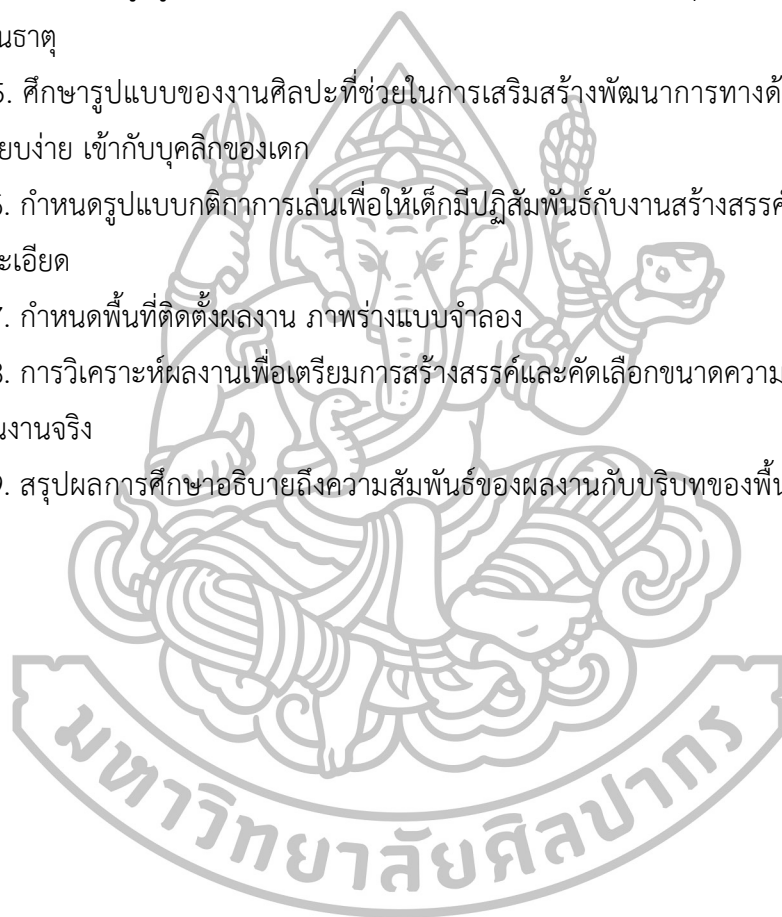 นธาตุ
. ศึกษารูปแบบของงานศิลปะที่ช่วยในการเสริมสร้างพัฒนาการทางด้
ยบง่าย เข้ากับบุคลิกของเดก
. กำหนดรูปแบบกติกาการเล่นเพื่อให้เด็กมีปฏิสัมพันธ์กับงานสร้างสรรค์
ะเอียด
7. กำหนดพื้นที่ติดตั้งผลงาน ภาพร่างแบบจำลอง
. การวิเคราะห์ผลงานเพื่อเตรียมการสร้างสรรค์และคัดเลือกขนาดความ
นงานจริง
. สรุปผลการศึกษาอธิบายถึงความสัมพันธ์ของผลงานกับบริบทของพื้น
มหาวิทยาลัยศิลปากร